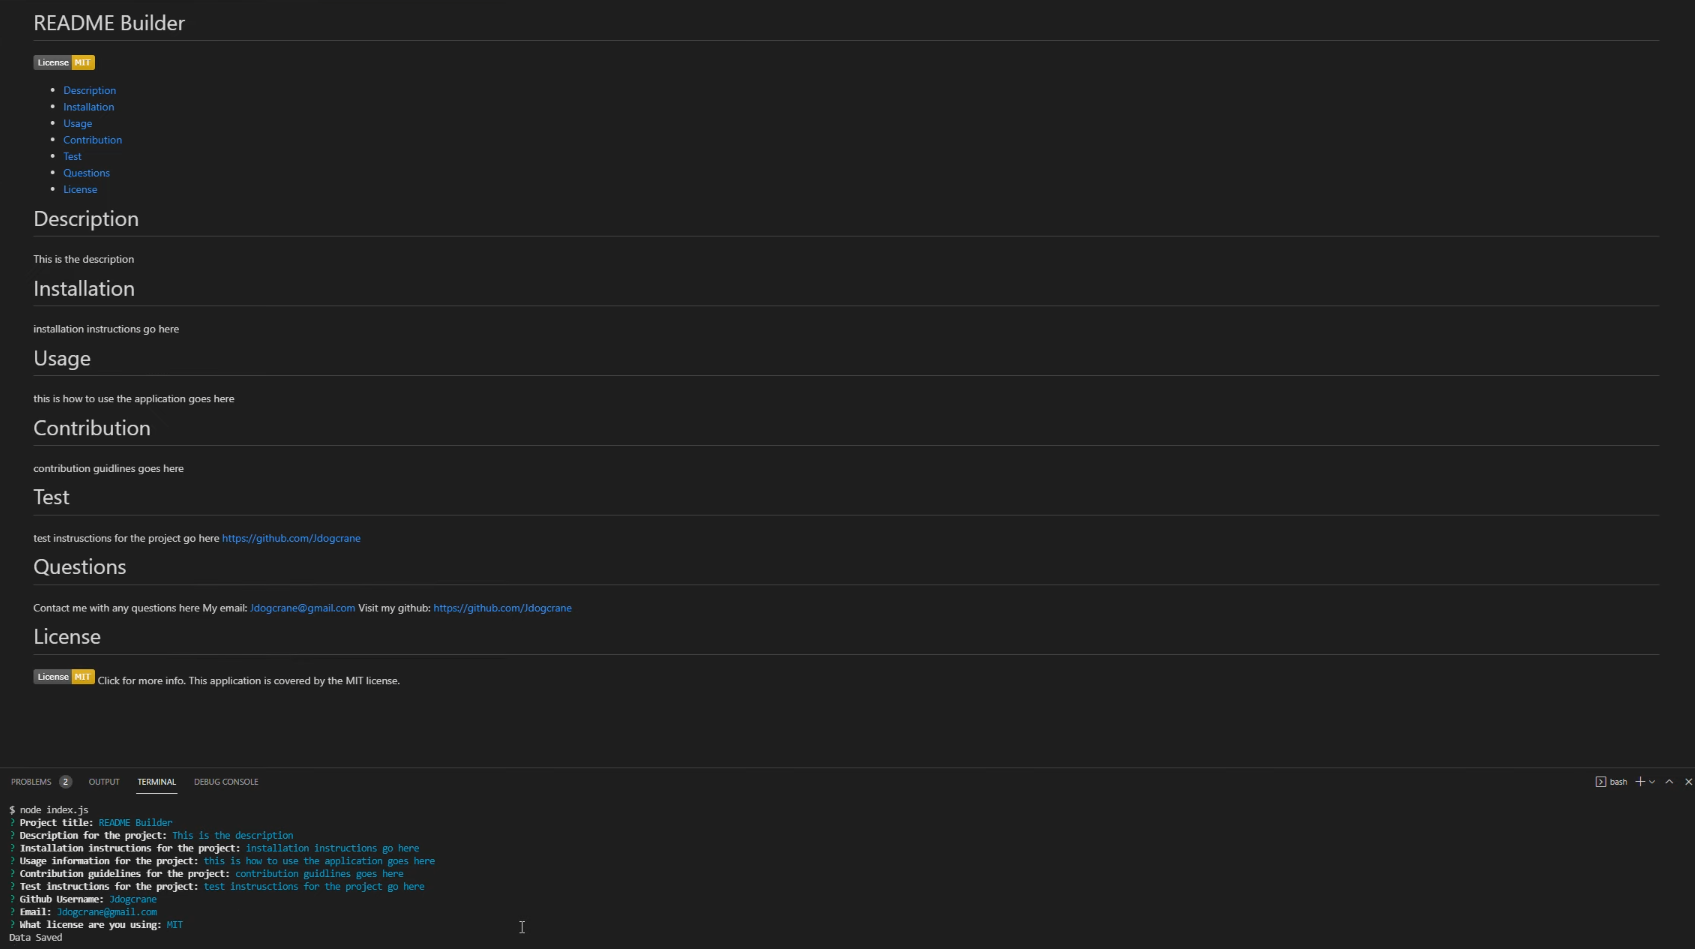 README Builder
License MIT
Description
Installation
Usage
Contribution
Test
Questions
License
Description
This is the description
Installation
installation instructions go here
Usage
this is how to use the application goes here
Contribution
contribution guidlines goes here
Test
test instrusctions for the project go here https://github.com/Jdogcrane
Questions
Contact me with any questions here My email: Jdogcrane@gmail.com Visit my github: https://github.com/Jdogcrane
License
License MIT Click for more info. This application is covered by the MIT license.
PROBLEMS 2 OUTPUT TERMINAL DEBUG CONSOLE bash
$ node index.js
? Project title: README Builder
? Description for the project: This is the description
? Installation instructions for the project: installation instructions go here
? Usage information for the project: this is how to use the application goes here
? Contribution guidelines for the project: contribution guidlines goes here
? Test instructions for the project: test instrusctions for the project go here
? Github Username: Jdogcrane
? Email: Jdogcrane@gmail.com
? What license are you using: MIT
Data Saved